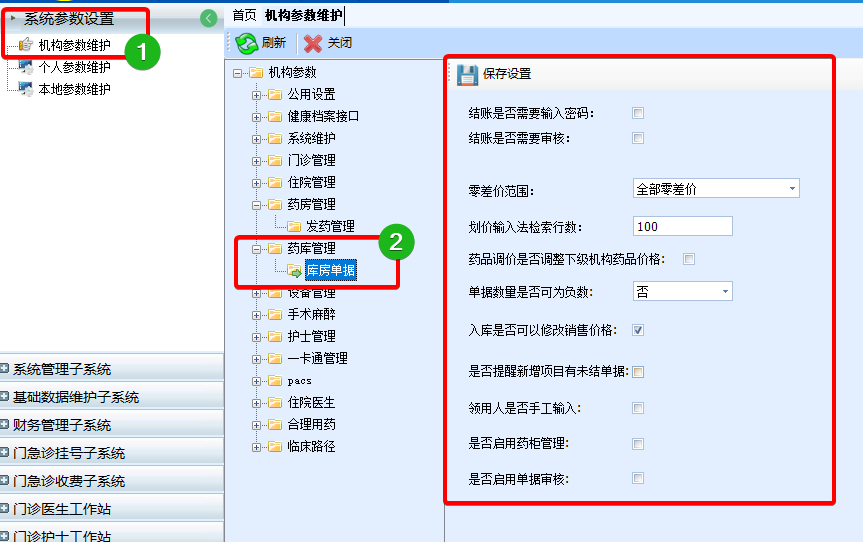 系统参数设置
机构参数维护
个人参数维护
本地参数维护
1
系统管理子系统
基础数据维护子系统
财务管理子系统
门急诊挂号子系统
门急诊收费子系统
门诊医生工作站
门诊护士工作站
首页 机构参数维护
刷新 关闭
机构参数
公用设置
健康档案接口
系统维护
门诊管理
住院管理
药房管理
发药管理
药库管理
库房单据
2
设备管理
手术麻醉
护士管理
一卡通管理
pacs
住院医生
合理用药
临床路径
保存设置
结账是否需要输入密码:
结账是否需要审核:
零差价范围: 全部零差价
划价输入法检索行数: 100
药品调价是否调整下级机构药品价格:
单据数量是否可为负数: 否
入库是否可以修改销售价格:
是否提醒新增项目有未结单据:
领用人是否手工输入:
是否启用药柜管理:
是否启用单据审核: